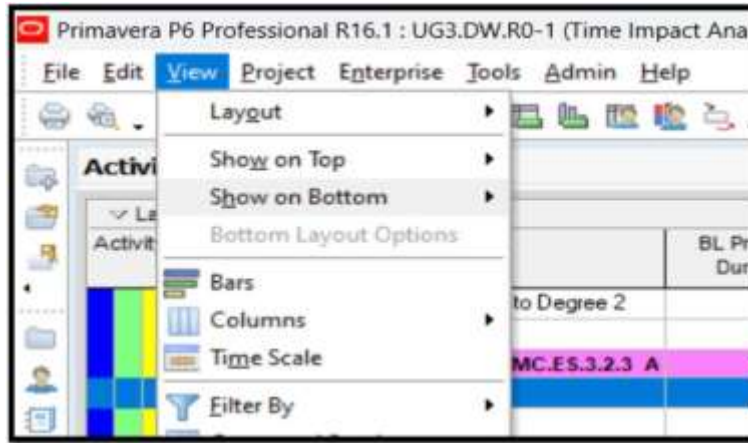 Primavera P6 Professional R16.1 : UG3.DW.R0-1 (Time Impact Ana
File Edit View Project Enterprise Tools Admin Help
Layout
Show on Top
Activi
Show on Bottom
La
Bottom Layout Options
Activit
BL Pr
Dur
Bars
to Degree 2
Columns
Time Scale
MC.ES.3.2.3 A
Filter By